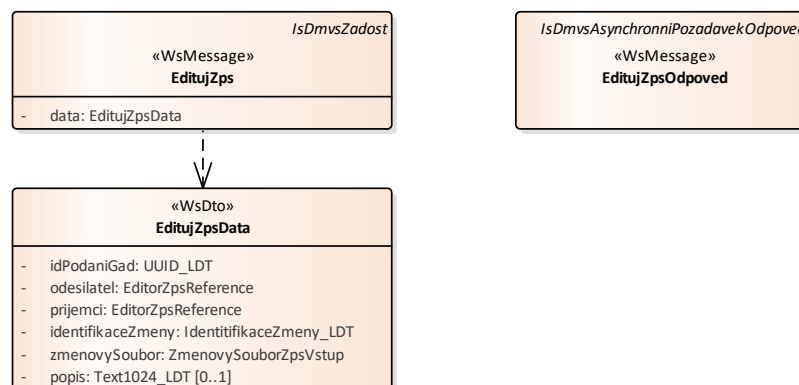 IsDmvsZadost
«WsMessage»
EditujZps
- data: EditujZpsData
IsDmvsAsynchronniPozadavekOdpoved
«WsMessage»
EditujZpsOdpoved
«WsDto»
EditujZpsData
- idPodaniGad: UUID_LDT
- odesilatel: EditorZpsReference
- prijemci: EditorZpsReference
- identifikaceZmeny: IdentitifikaceZmeny_LDT
- zmenovySoubor: ZmenovySouborZpsVstup
- popis: Text1024_LDT [0..1]